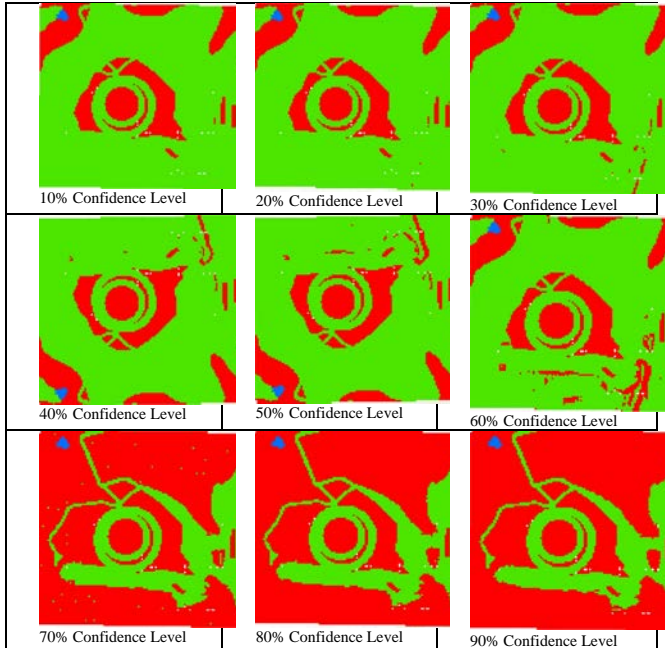 10% Confidence Level
20% Confidence Level
30% Confidence Level
40% Confidence Level
50% Confidence Level
60% Confidence Level
70% Confidence Level
80% Confidence Level
90% Confidence Level